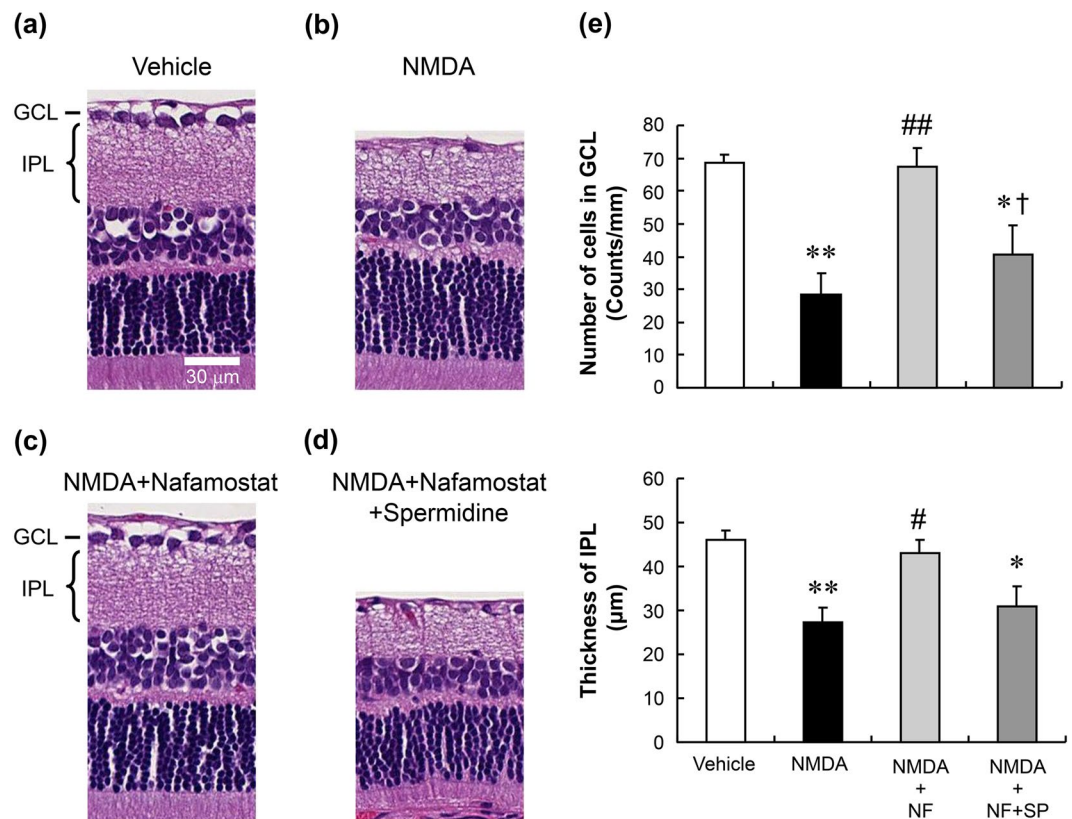 (a)
Vehicle
GCL
IPL
30 µm
(b)
NMDA
(c)
NMDA+Nafamostat
GCL
IPL
(d)
NMDA+Nafamostat
+Spermidine
(e)
Number of cells in GCL
(Counts/mm)
80
70
60
50
40
30
20
10
0
**
##
*†
Thickness of IPL
(µm)
60
50
40
30
20
10
0
**
#
*
Vehicle
NMDA
NMDA
+
NF
NMDA
+
NF+SP